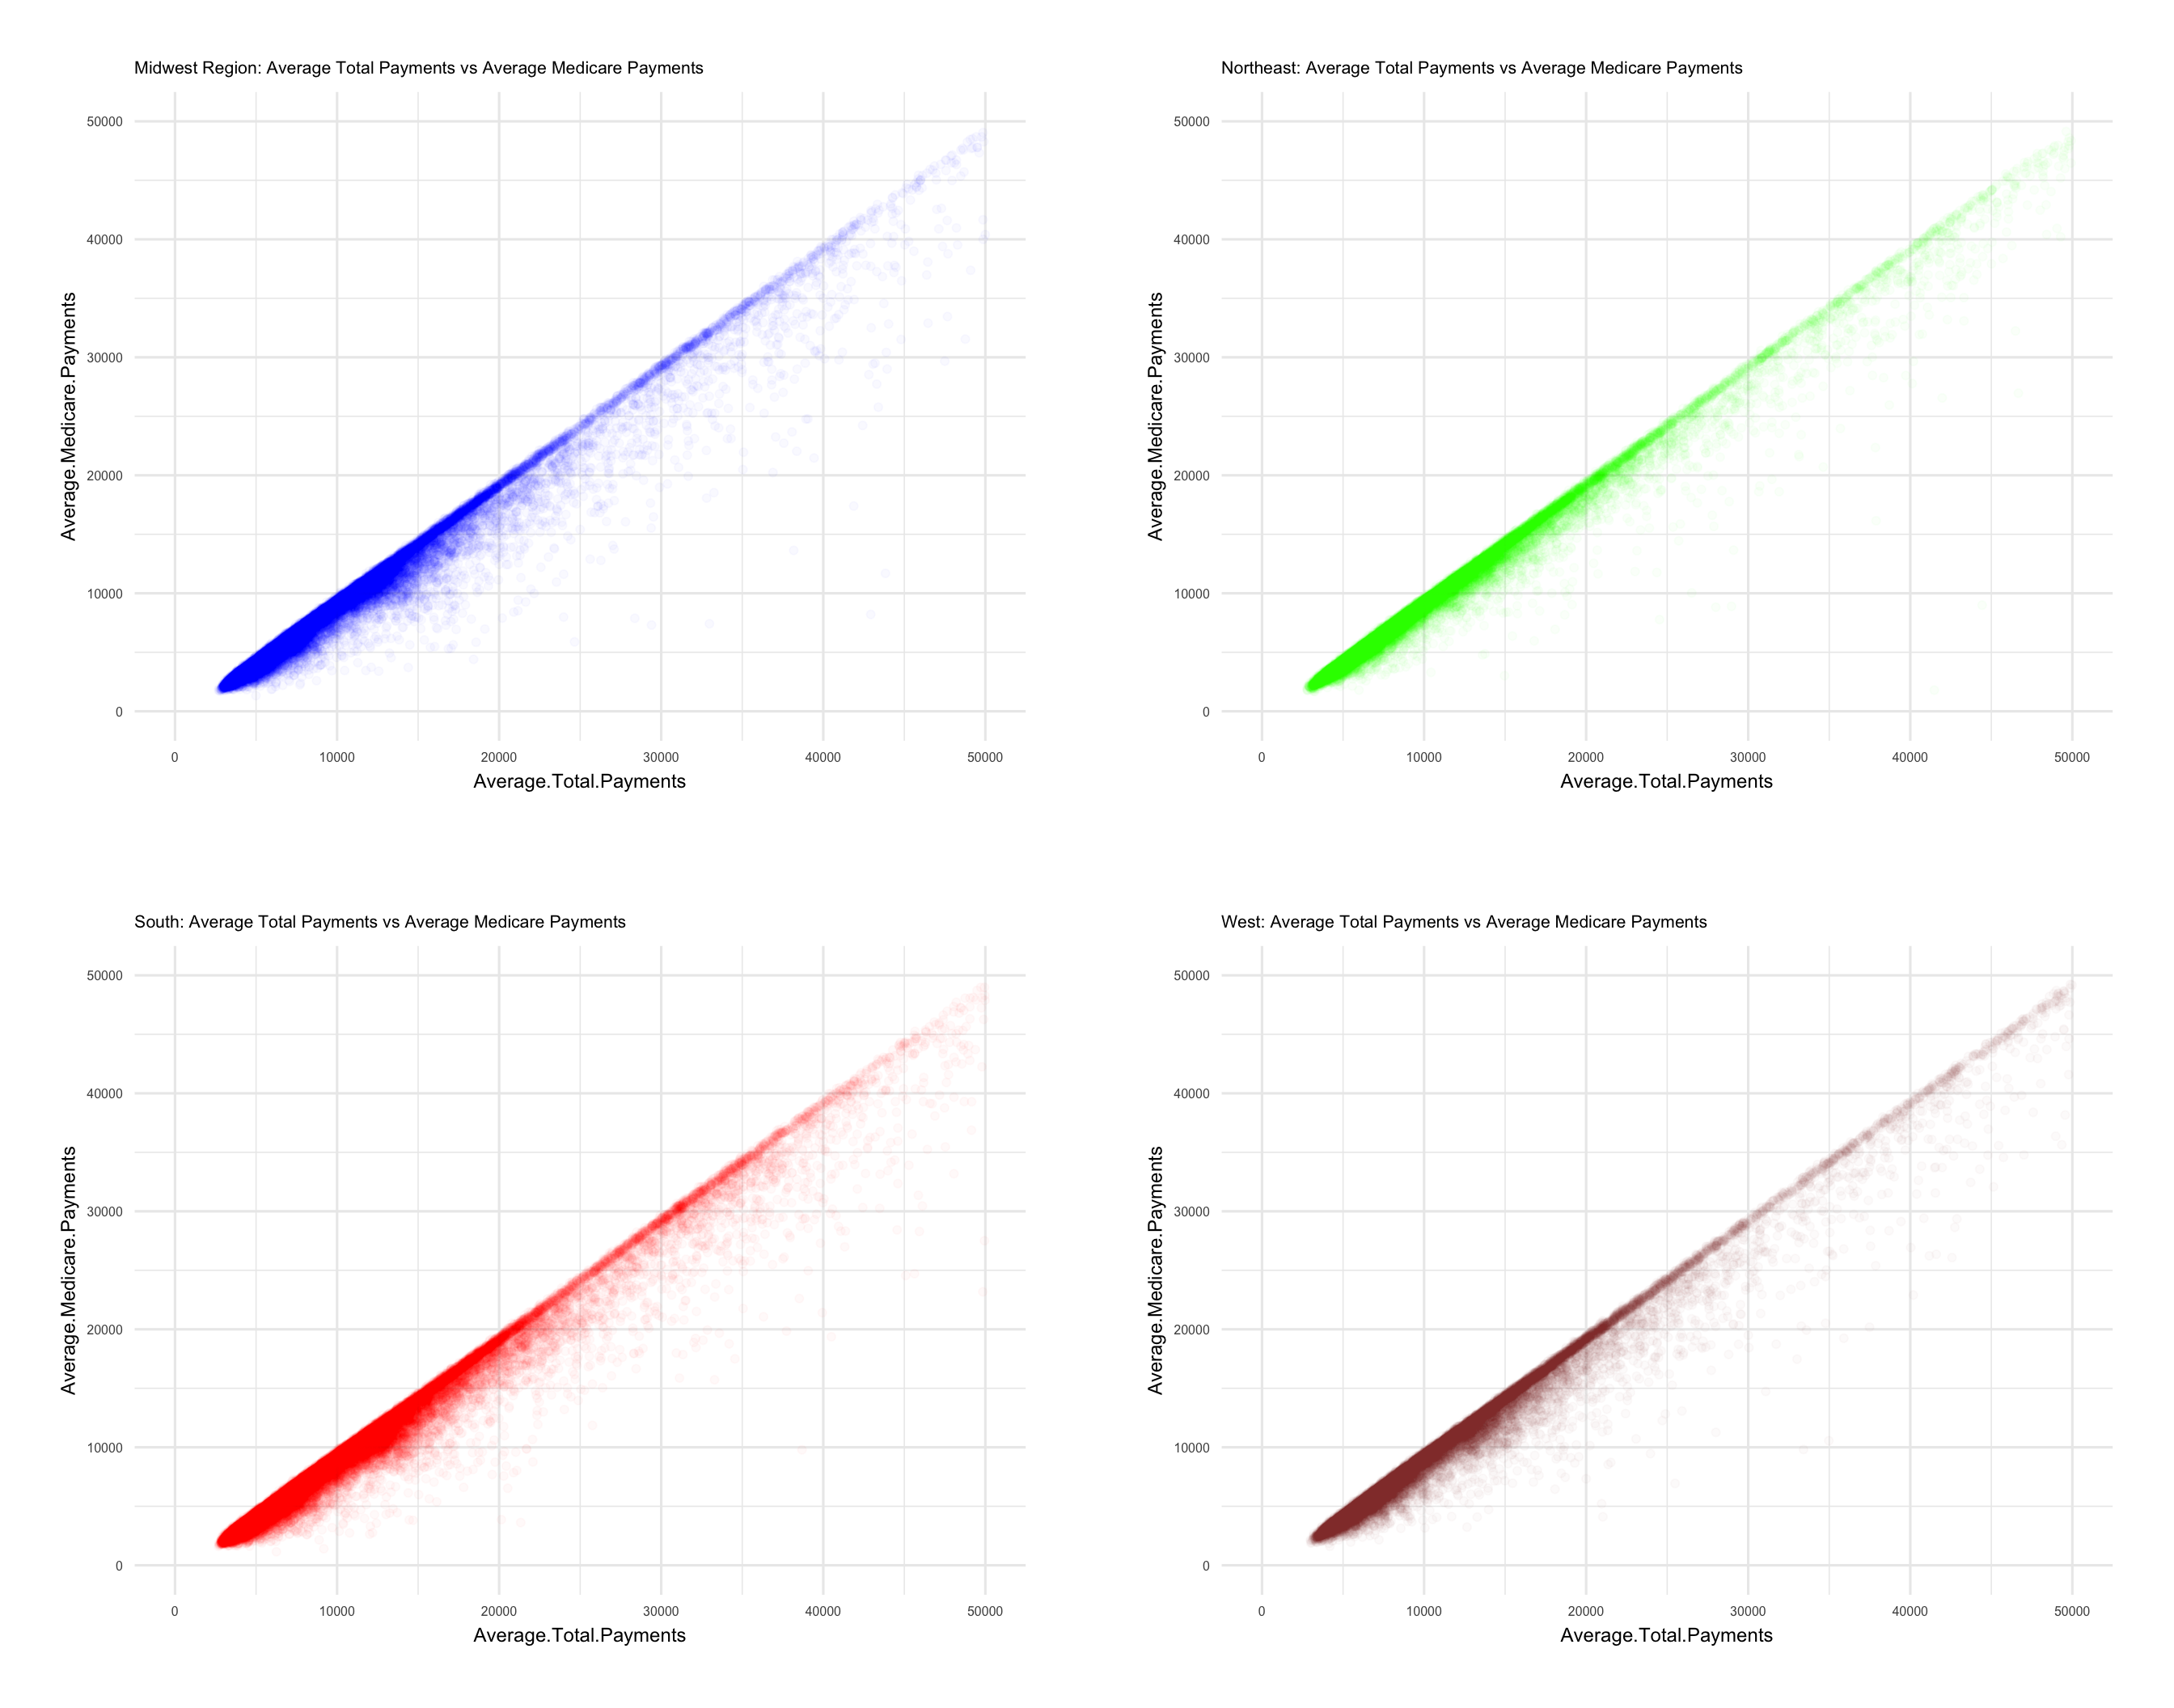 Midwest Region: Average Total Payments vs Average Medicare Payments
50000
40000
30000
20000
10000
0
Average.Medicare.Payments
0 10000 20000 30000 40000 50000
Average.Total.Payments
Northeast: Average Total Payments vs Average Medicare Payments
50000
40000
30000
20000
10000
0
Average.Medicare.Payments
0 10000 20000 30000 40000 50000
Average.Total.Payments
South: Average Total Payments vs Average Medicare Payments
50000
40000
30000
20000
10000
0
Average.Medicare.Payments
0 10000 20000 30000 40000 50000
Average.Total.Payments
West: Average Total Payments vs Average Medicare Payments
50000
40000
30000
20000
10000
0
Average.Medicare.Payments
0 10000 20000 30000 40000 50000
Average.Total.Payments